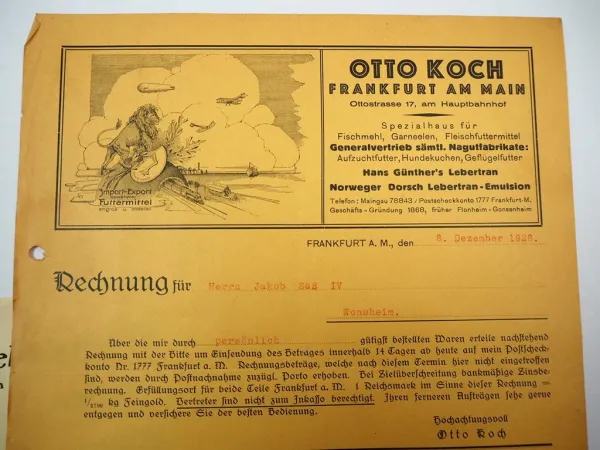 OTTO KOCH
FRANKFURT AM MAIN
Ottostrasse 17, am Hauptbahnhof
Spezialhaus für
Fischmehl, Garneelen, Fleischfuttermittel
Generalvertrieb sämtl. Nagutfabrikate:
Aufzuchtfutter, Hundekuchen, Geflügelfutter
Hans Günther's Lebertran
Norweger Dorsch Lebertran-Emulsion
Telefon: Maingau 78843 / Postscheckkonto 1777 Frankfurt-M.
Geschäfts-Gründung 1868, früher Flonheim-Gonsenheim
Import-Export
Futtermittel
engros u.
FRANKFURT A. M., den 8. Dezember 1928.
Rechnung für Herrn Jakob Saß IV
Wonsheim.
Über die mir durch persönlich gütigst bestellten Waren erteile nachstehend
Rechnung mit der Bitte um Einsendung des Betrages innerhalb 14 Tagen ab heute auf mein Postscheck-
konto Nr. 1777 Frankfurt a. M. Rechnungsbeträge, welche nach diesem Termin hier nicht eingetroffen
sind, werden durch Postnachnahme zuzügl. Porto erhoben. Bei Zielüberschreitung bankmäßige Zinsbe-
rechnung. Erfüllungsort für beide Teile Frankfurt a. M. 1 Reichsmark im Sinne dieser Rechnung =
1/2790 kg Feingold. Vertreter sind nicht zum Inkasso berechtigt. Ihren ferneren Aufträgen sehe gerne
entgegen und versichere Sie der besten Bedienung.
Hochachtungsvoll
Otto Koch